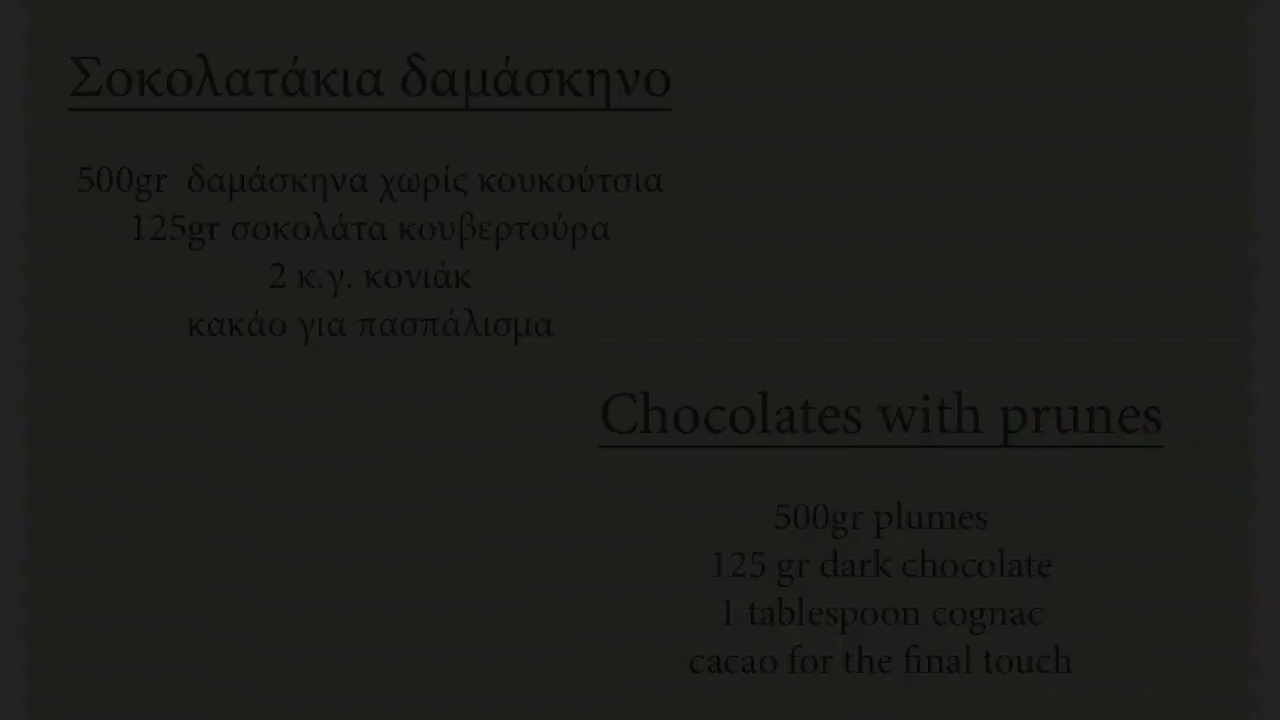 Σοκολατάκια δαμάσκηνο
500gr δαμάσκηνα χωρίς κουκούτσια
125gr σοκολάτα κουβερτούρα
2 κ.γ. κονιάκ
κακάο για πασπάλισμα
Chocolates with prunes
500gr plumes
125 gr dark chocolate
1 tablespoon cognac
cacao for the final touch